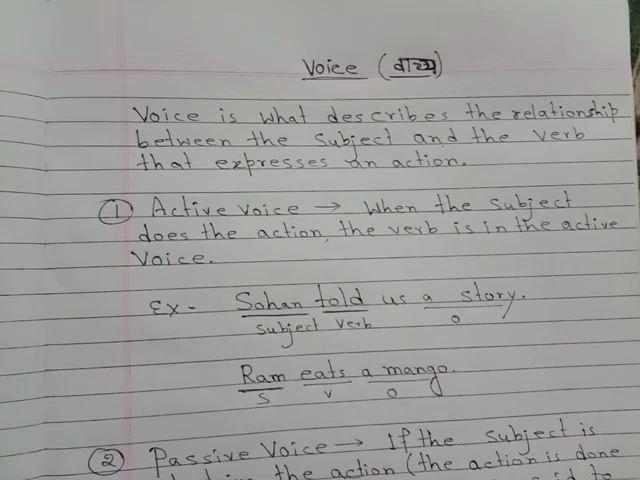 Voice (वाच्य)
Voice is what describes the relationship
between the subject and the verb
that expresses an action.
① Active voice → When the subject
does the action, the verb is in the active
Voice.
Ex - Sohan told us a story.
subject verb o
Ram eats a mango.
S V O
② Passive Voice → If the subject is
the action (the action is done
to